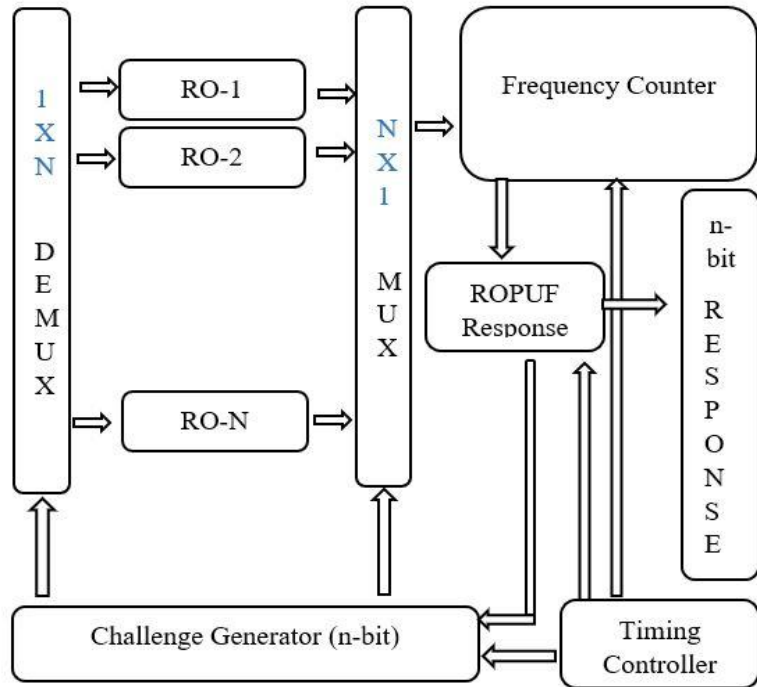 1
X
N
D
E
M
U
X
RO-1
RO-2
RO-N
N
X
1
M
U
X
Frequency Counter
ROPUF
Response
n-
bit
R
E
S
P
O
N
S
E
Challenge Generator (n-bit)
Timing
Controller